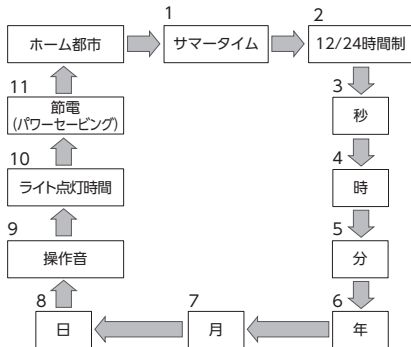 ホーム都市
1
サマータイム
2
12/24時間制
3
秒
4
時
5
分
6
年
7
月
8
日
9
操作音
10
ライト点灯時間
11
節電
(パワーセービング)